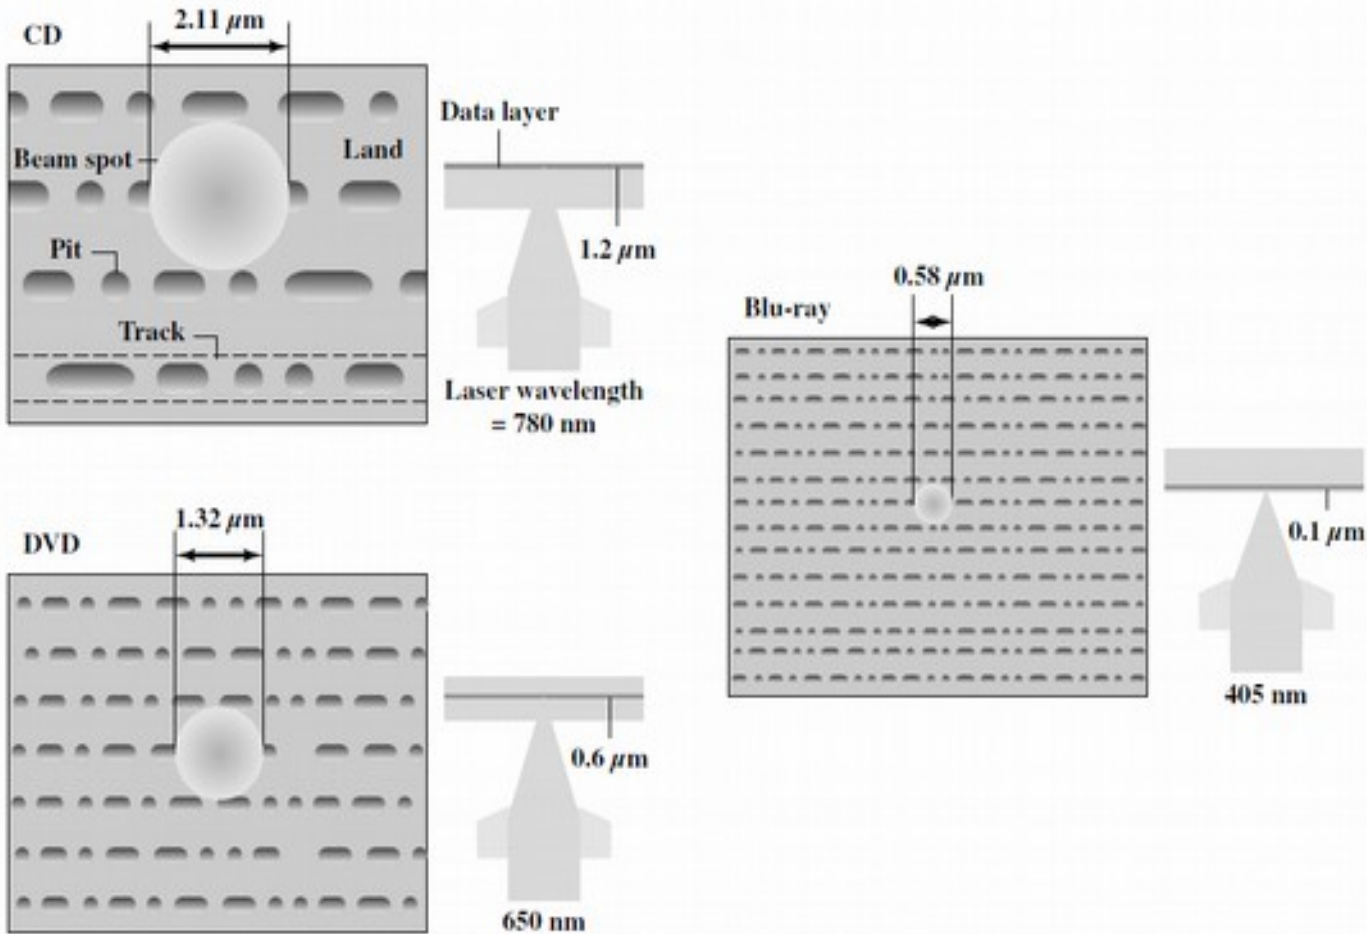 CD
2.11 µm
Data layer
Beam spot
Land
1.2 µm
Pit
Track
Laser wavelength
= 780 nm
DVD
1.32 µm
0.6 µm
650 nm
Blu-ray
0.58 µm
0.1 µm
405 nm